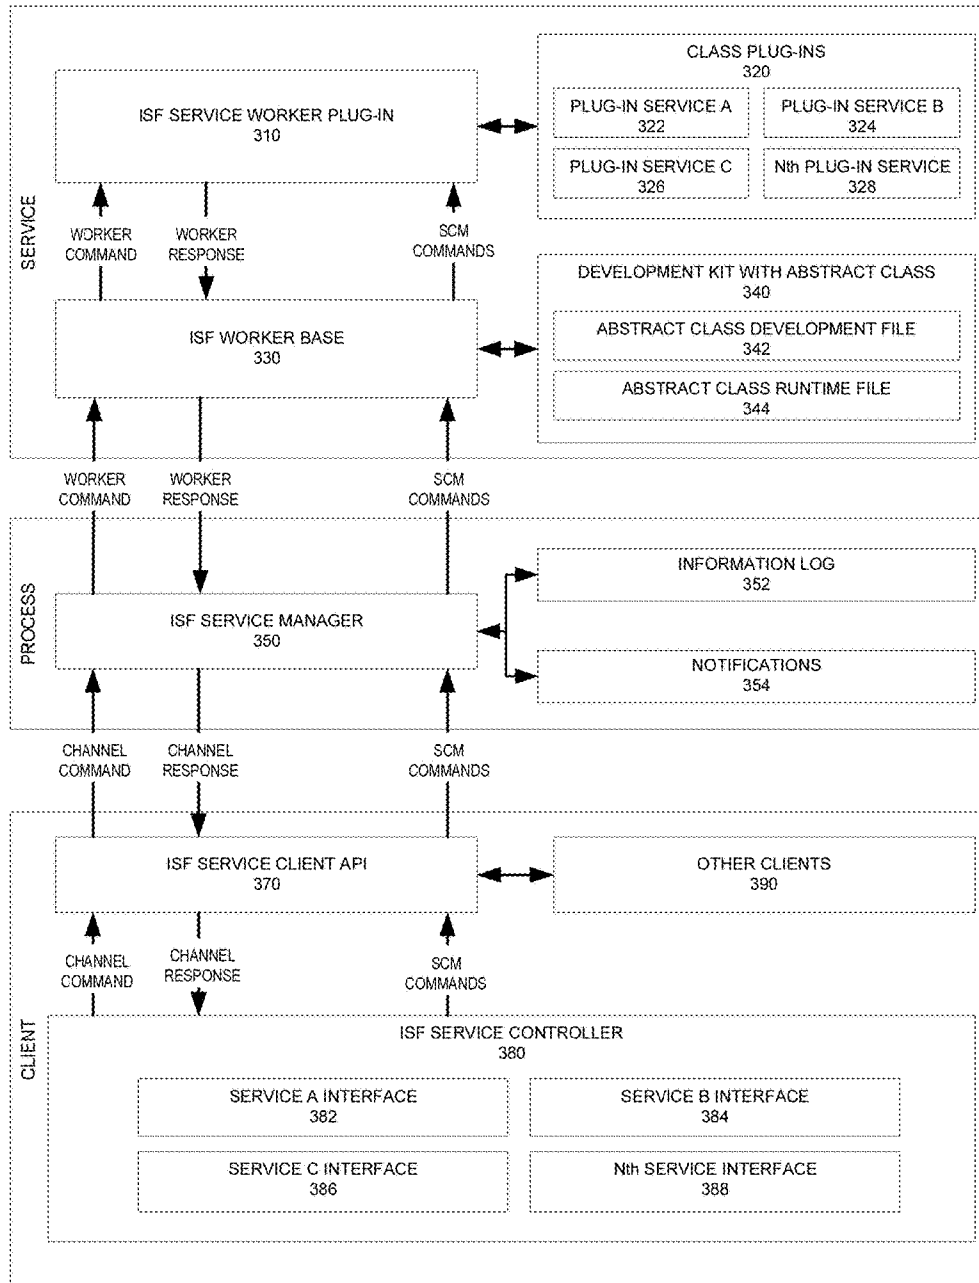 SERVICE
ISF SERVICE WORKER PLUG-IN
310
CLASS PLUG-INS
320
PLUG-IN SERVICE A
322
PLUG-IN SERVICE B
324
PLUG-IN SERVICE C
326
Nth PLUG-IN SERVICE
328
WORKER
COMMAND
WORKER
RESPONSE
SCM
COMMANDS
ISF WORKER BASE
330
DEVELOPMENT KIT WITH ABSTRACT CLASS
340
ABSTRACT CLASS DEVELOPMENT FILE
342
ABSTRACT CLASS RUNTIME FILE
344
WORKER
COMMAND
WORKER
RESPONSE
SCM
COMMANDS
PROCESS
ISF SERVICE MANAGER
350
INFORMATION LOG
352
NOTIFICATIONS
354
CHANNEL
COMMAND
CHANNEL
RESPONSE
SCM
COMMANDS
CLIENT
ISF SERVICE CLIENT API
370
OTHER CLIENTS
390
CHANNEL
COMMAND
CHANNEL
RESPONSE
SCM
COMMANDS
ISF SERVICE CONTROLLER
380
SERVICE A INTERFACE
382
SERVICE B INTERFACE
384
SERVICE C INTERFACE
386
Nth SERVICE INTERFACE
388